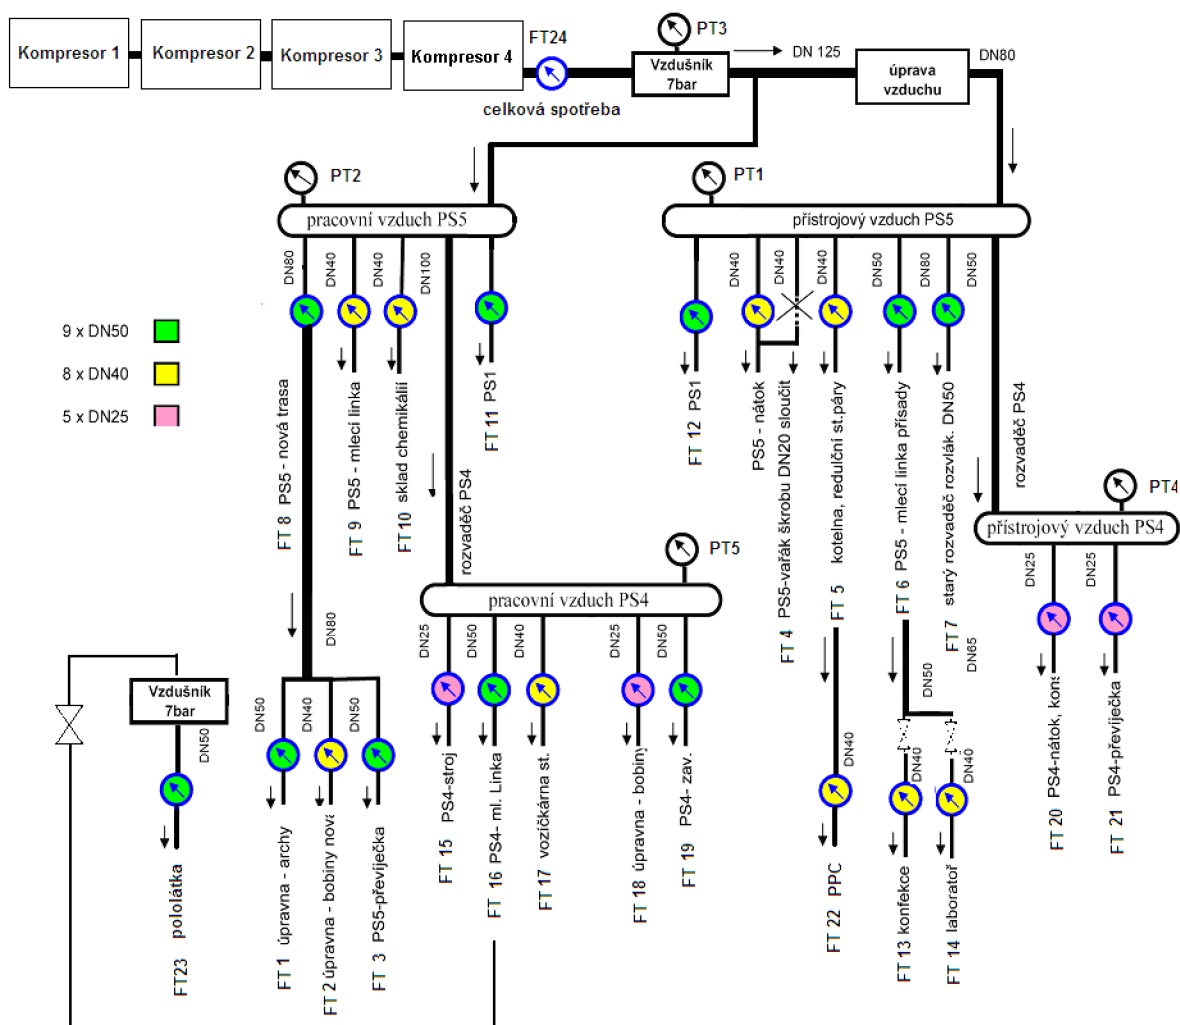 Kompresor 1
Kompresor 2
Kompresor 3
Kompresor 4
FT24
celková spotřeba
PT3
Vzdušník
7bar
DN 125
úprava
vzduchu
DN80
PT2
pracovní vzduch PS5
PT1
přístrojový vzduch PS5
DN80
DN40
DN40
DN100
DN40
DN40
DN40
DN50
DN80
DN50
9 x DN50
8 x DN40
5 x DN25
FT 8 PS5 - nová trasa
FT 9 PS5 - mlecí linka
FT 10 sklad chemikálií
rozvaděč PS4
FT 11 PS1
FT 12 PS1
PS5 - nátok
FT 4 PS5-vařák škrobu DN20 sloučit
FT 5 kotelna, redulční st.páry
FT 6 PS5 - mlecí linka přísady
FT 7 starý rozvaděč rozvlák. DN50
rozvaděč PS4
PT4
přístrojový vzduch PS4
DN25
DN25
FT 20 PS4-nátok, kons
FT 21 PS4-převíječka
PT5
pracovní vzduch PS4
DN25
DN50
DN40
DN25
DN50
FT 15 PS4-stroj
FT 16 PS4- ml. Linka
FT 17 vozíčkárna st.
FT 18 úpravna - bobiny
FT 19 PS4- zav.
DN80
DN50
DN40
DN50
FT 1 úpravna - archy
FT 2 úpravna - bobiny nová
FT 3 PS5-převíječka
Vzdušník
7bar
DN50
FT23 pololátka
DN40
FT 22 PPC
DN50
DN65
DN40
DN40
FT 13 konfekce
FT 14 laboratoř